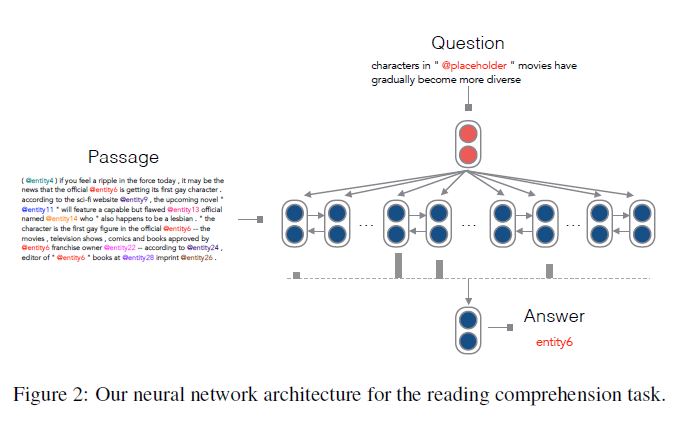 Question
characters in " @placeholder " movies have
gradually become more diverse
Passage
( @entity4 ) if you feel a ripple in the force today , it may be the
news that the official @entity6 is getting its first gay character .
according to the sci-fi website @entity9 , the upcoming novel "
@entity11 " will feature a capable but flawed @entity13 official
named @entity14 who " also happens to be a lesbian . " the
character is the first gay figure in the official @entity6 -- the
movies , television shows , comics and books approved by
@entity6 franchise owner @entity22 -- according to @entity24 ,
editor of " @entity6 " books at @entity28 imprint @entity26 .
...
...
...
Answer
entity6
Figure 2: Our neural network architecture for the reading comprehension task.